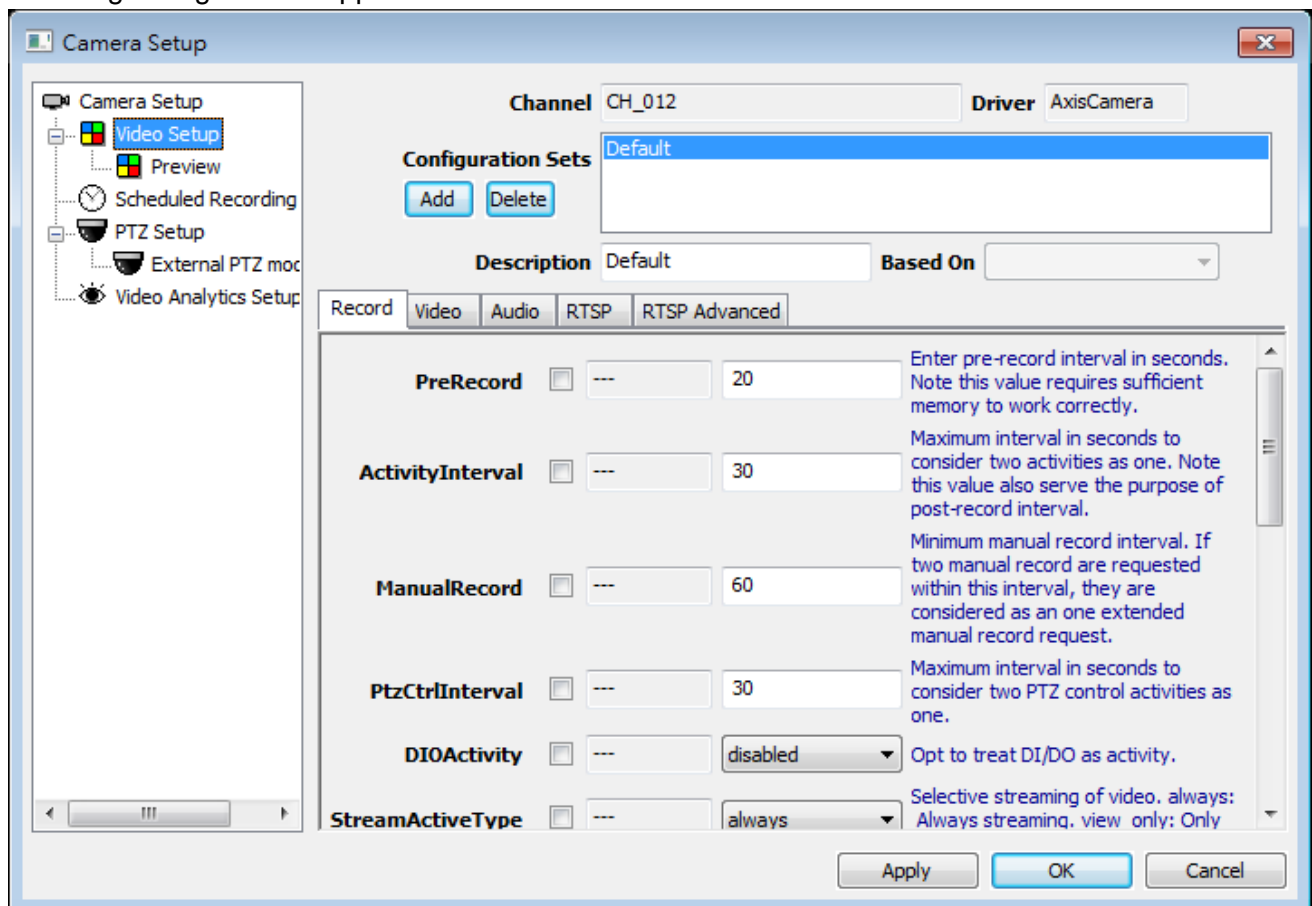 Camera Setup
Camera Setup
Video Setup
Preview
Scheduled Recording
PTZ Setup
External PTZ
Video Analytics Setup
Channel CH_012 Driver AxisCamera
Configuration Sets Default
Add Delete
Description Default Based On
Record Video Audio RTSP RTSP Advanced
PreRecord --- 20
Enter pre-record interval in seconds.
Note this value requires sufficient
memory to work correctly.
ActivityInterval --- 30
Maximum interval in seconds to
consider two activities as one. Note
this value also serve the purpose of
post-record interval.
ManualRecord --- 60
Minimum manual record interval. If
two manual record are requested
within this interval, they are
considered as an one extended
manual record request.
PtzCtrlInterval --- 30
Maximum interval in seconds to
consider two PTZ control activities as
one.
DIOActivity --- disabled Opt to treat DI/DO as activity.
StreamActiveType --- always
Selective streaming of video. always:
Always streaming. view_only: Only
Apply OK Cancel